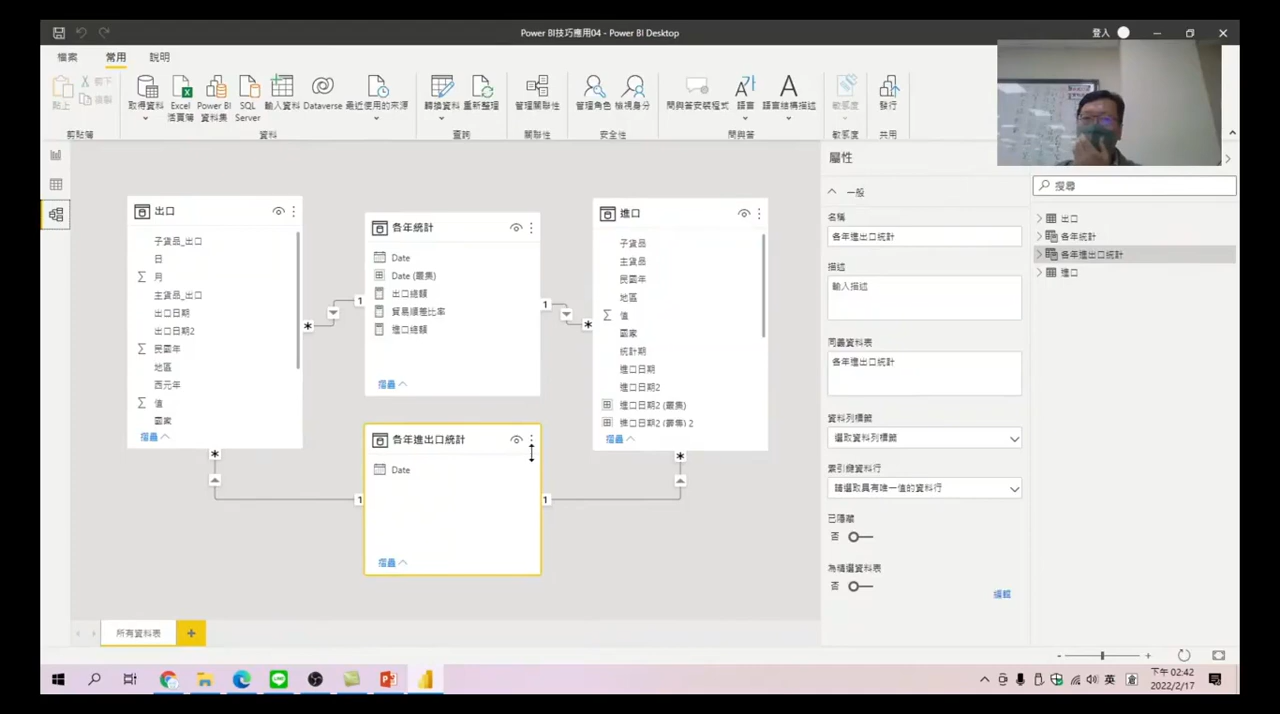 Power BI技巧應用04 - Power BI Desktop
登入
檔案 常用 說明
貼上 剪下 複製
取得資料 Excel 活頁簿 Power BI 資料集 SQL Server 輸入資料 Dataverse 最近使用的來源
轉換資料 重新整理
管理關聯性
管理角色 檢視身分
問與答安裝程式 語言 語言結構描述
敏感度
發行
剪貼簿 資料 查詢 關聯性 安全性 問與答 敏感度 共用
出口
子貨品_出口
日
月
主貨品_出口
出口日期
出口日期2
民國年
地區
西元年
值
國家
摺疊
各年統計
Date
Date (叢集)
出口總額
貿易順差比率
進口總額
摺疊
進口
子貨品
主貨品
民國年
地區
值
國家
統計期
進口日期
進口日期2
進口日期2 (叢集)
進口日期2 (叢集) 2
摺疊
各年進出口統計
Date
摺疊
1
*
1
*
*
1
1
*
屬性
一般
名稱
各年進出口統計
描述
輸入描述
同義資料表
各年進出口統計
資料列標籤
選取資料列標籤
索引鍵資料行
請選取具有唯一值的資料行
已隱藏
否
為精選資料表
否
編輯
搜尋
出口
各年統計
各年進出口統計
進口
所有資料表
+
- +
英
下午 02:42
2022/2/17